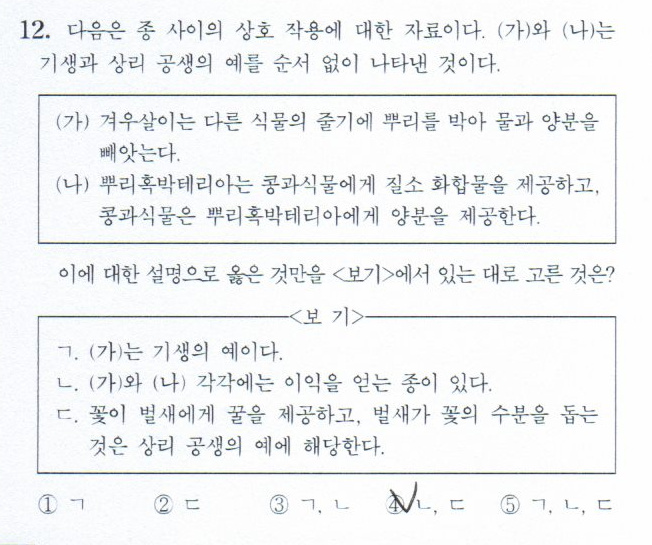 12. 다음은 종 사이의 상호 작용에 대한 자료이다. (가)와 (나)는
기생과 상리 공생의 예를 순서 없이 나타낸 것이다.
(가) 겨우살이는 다른 식물의 줄기에 뿌리를 박아 물과 양분을
빼앗는다.
(나) 뿌리혹박테리아는 콩과식물에게 질소 화합물을 제공하고,
콩과식물은 뿌리혹박테리아에게 양분을 제공한다.
이에 대한 설명으로 옳은 것만을 <보기>에서 있는 대로 고른 것은?
<보 기>
ㄱ. (가)는 기생의 예이다.
ㄴ. (가)와 (나) 각각에는 이익을 얻는 종이 있다.
ㄷ. 꽃이 벌새에게 꿀을 제공하고, 벌새가 꽃의 수분을 돕는
것은 상리 공생의 예에 해당한다.
① ㄱ ② ㄷ ③ ㄱ, ㄴ ④ ㄴ, ㄷ ⑤ ㄱ, ㄴ, ㄷ